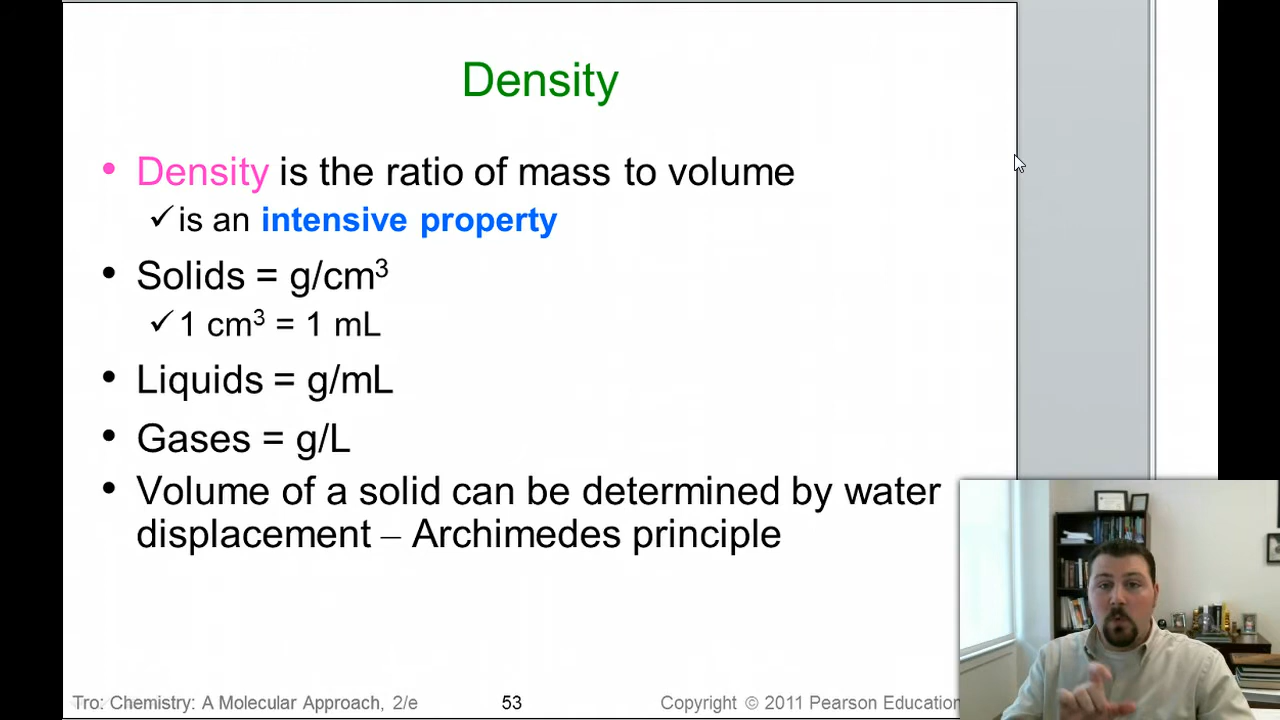 Density
• Density is the ratio of mass to volume
✓ is an intensive property
• Solids = g/cm³
✓ 1 cm³ = 1 mL
• Liquids = g/mL
• Gases = g/L
• Volume of a solid can be determined by water
displacement – Archimedes principle
Tro: Chemistry: A Molecular Approach, 2/e 53 Copyright © 2011 Pearson Education